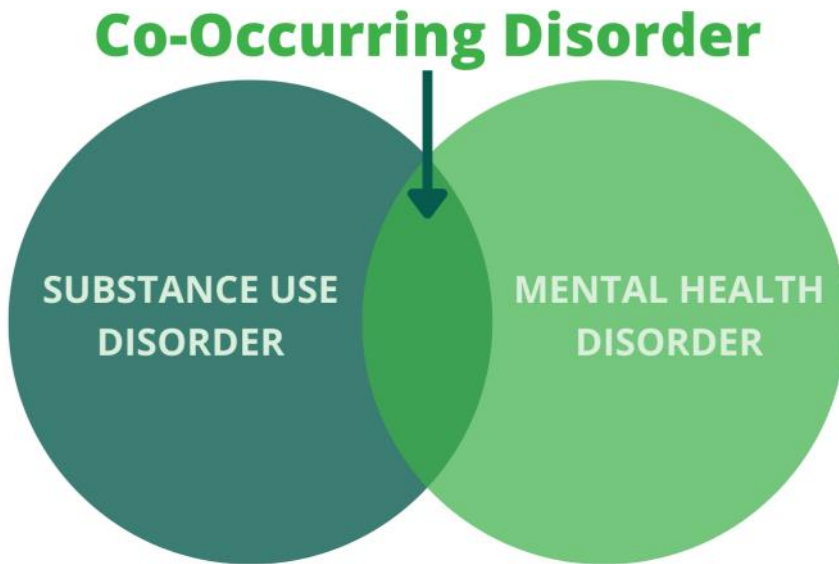 Co-Occurring Disorder
SUBSTANCE USE
DISORDER
MENTAL HEALTH
DISORDER